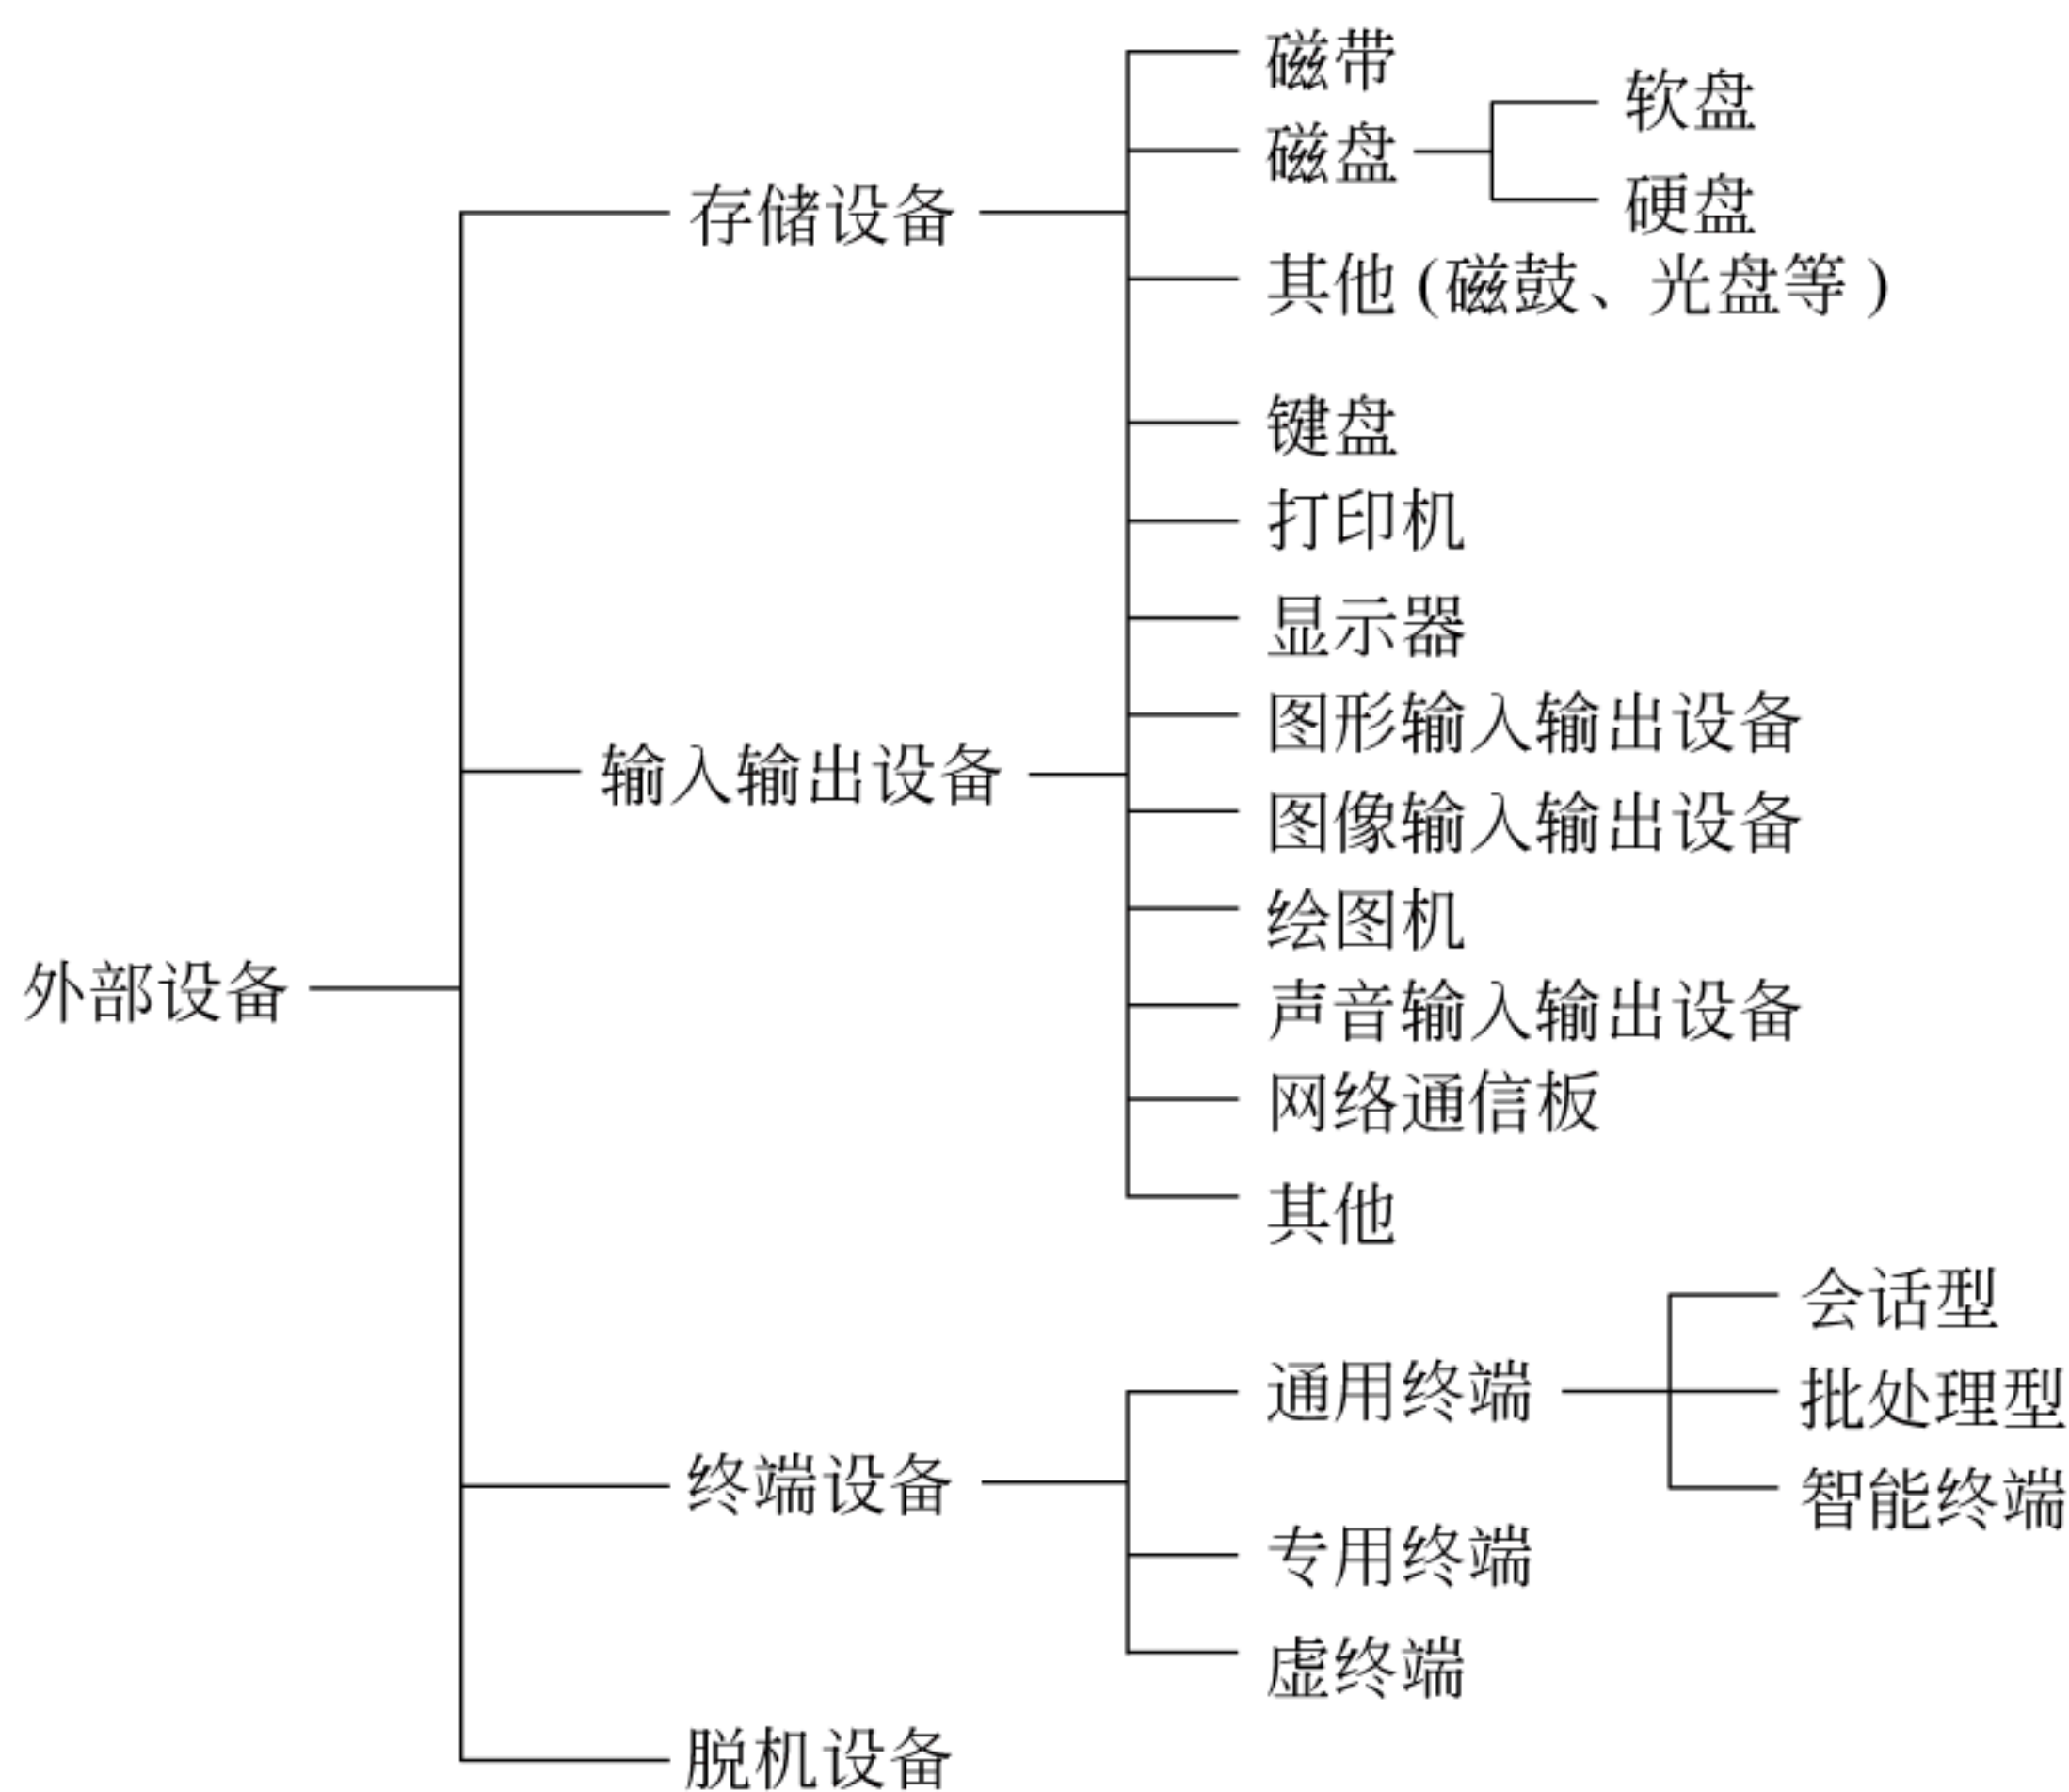 外部设备
存储设备
磁带
磁盘
软盘
硬盘
其他 (磁鼓、光盘等 )
输入输出设备
键盘
打印机
显示器
图形输入输出设备
图像输入输出设备
绘图机
声音输入输出设备
网络通信板
其他
终端设备
通用终端
会话型
批处理型
智能终端
专用终端
虚终端
脱机设备